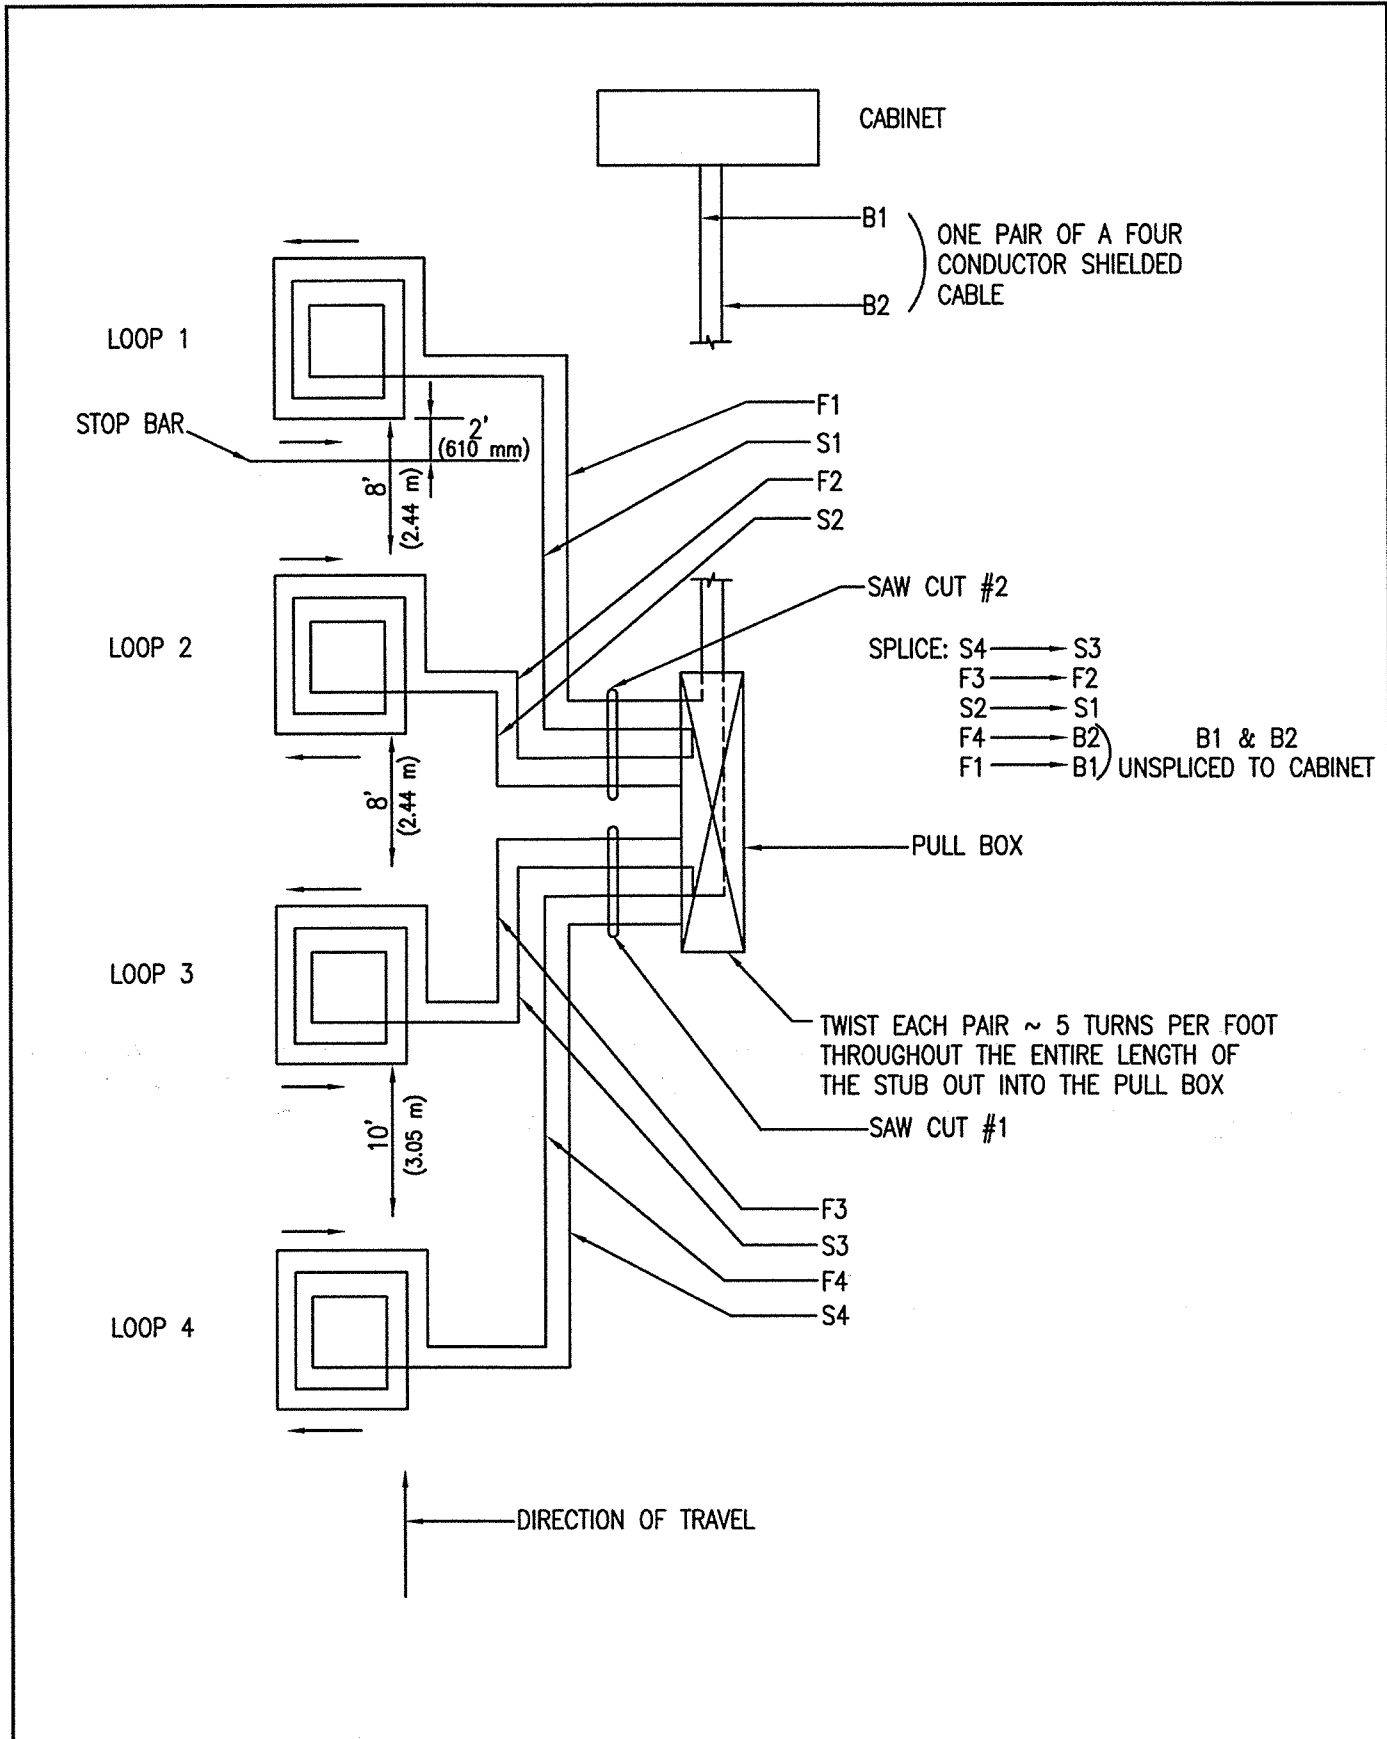 CABINET
B1
B2
ONE PAIR OF A FOUR
CONDUCTOR SHIELDED
CABLE
LOOP 1
STOP BAR
2'
(610 mm)
8'
(2.44 m)
F1
S1
F2
S2
SAW CUT #2
LOOP 2
SPLICE: S4 S3
F3 F2
S2 S1
F4 B2
F1 B1
B1 & B2
UNSPLICED TO CABINET
8'
(2.44 m)
PULL BOX
LOOP 3
TWIST EACH PAIR ~ 5 TURNS PER FOOT
THROUGHOUT THE ENTIRE LENGTH OF
THE STUB OUT INTO THE PULL BOX
SAW CUT #1
10'
(3.05 m)
F3
S3
F4
S4
LOOP 4
DIRECTION OF TRAVEL